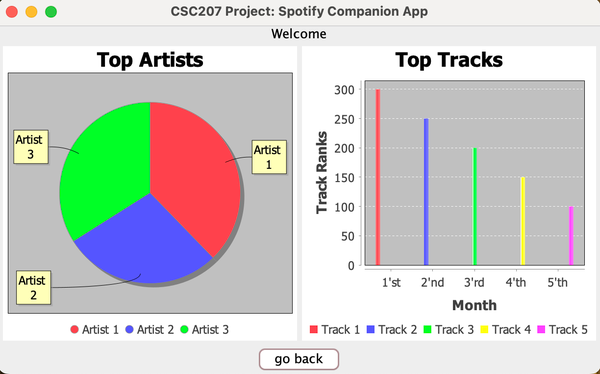 CSC207 Project: Spotify Companion App
Welcome
Top Artists
Artist
3
Artist
1
Artist
2
Artist 1 Artist 2 Artist 3
Top Tracks
Track Ranks
300
250
200
150
100
50
0
1'st 2'nd 3'rd 4'th 5'th
Month
Track 1 Track 2 Track 3 Track 4 Track 5
go back